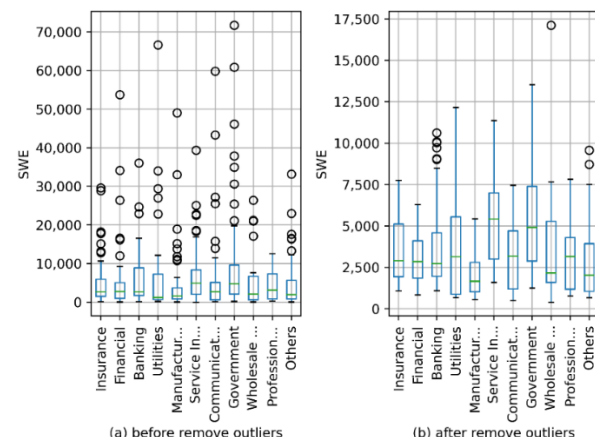 70,000
60,000
50,000
40,000
30,000
20,000
10,000
0
SWE
Insurance
Financial
Banking
Utilities
Manufactur...
Service In...
Communicat...
Government
Wholesale ...
Profession...
Others
(a) before remove outliers
17,500
15,000
12,500
10,000
7,500
5,000
2,500
0
SWE
Insurance
Financial
Banking
Utilities
Manufactur...
Service In...
Communicat...
Government
Wholesale ...
Profession...
Others
(b) after remove outliers